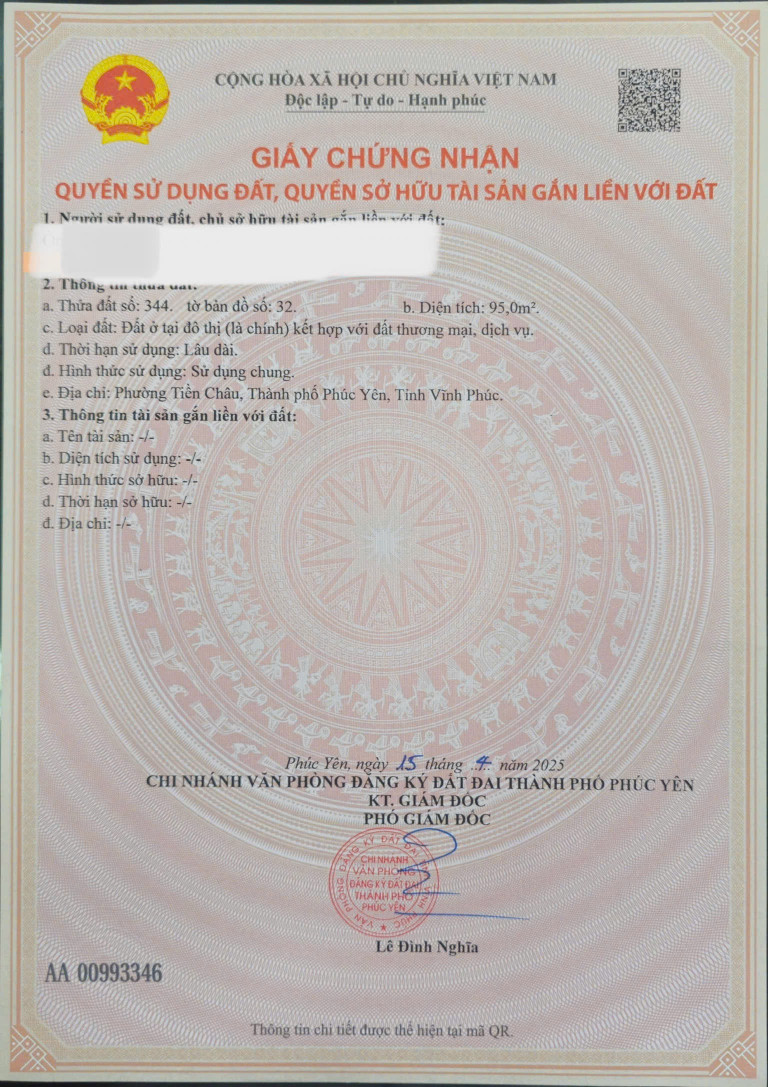 CỘNG HÒA XÃ HỘI CHỦ NGHĨA VIỆT NAM
Độc lập - Tự do - Hạnh phúc
GIẤY CHỨNG NHẬN
QUYỀN SỬ DỤNG ĐẤT, QUYỀN SỞ HỮU TÀI SẢN GẮN LIỀN VỚI ĐẤT
1. Người sử dụng đất, chủ sở hữu tài sản gắn liền với đất:
2. Thông tin thửa đất:
a. Thửa đất số: 344. tờ bản đồ số: 32. b. Diện tích: 95,0m².
c. Loại đất: Đất ở tại đô thị (là chính) kết hợp với đất thương mại, dịch vụ.
d. Thời hạn sử dụng: Lâu dài.
đ. Hình thức sử dụng: Sử dụng chung.
e. Địa chỉ: Phường Tiền Châu, Thành phố Phúc Yên, Tỉnh Vĩnh Phúc.
3. Thông tin tài sản gắn liền với đất:
a. Tên tài sản: -/-
b. Diện tích sử dụng: -/-
c. Hình thức sở hữu: -/-
d. Thời hạn sở hữu: -/-
đ. Địa chỉ: -/-
Phúc Yên, ngày 15 tháng 4 năm 2025
CHI NHÁNH VĂN PHÒNG ĐĂNG KÝ ĐẤT ĐAI THÀNH PHỐ PHÚC YÊN
KT. GIÁM ĐỐC
PHÓ GIÁM ĐỐC
VĂN PHÒNG ĐĂNG KÝ ĐẤT ĐAI
CHI NHÁNH
VĂN PHÒNG
ĐĂNG KÝ ĐẤT ĐAI
THÀNH PHỐ
PHÚC YÊN
Lê Đình Nghĩa
AA 00993346
Thông tin chi tiết được thể hiện tại mã QR.